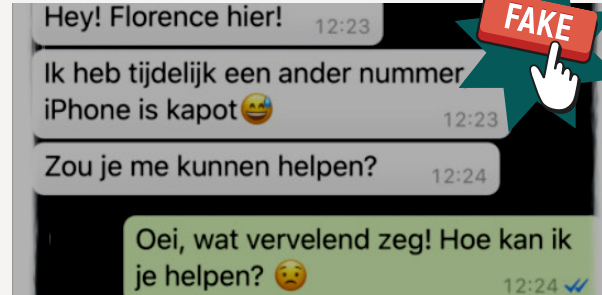 Hey! Florence hier! 12:23
FAKE
Ik heb tijdelijk een ander nummer
iPhone is kapot😅 12:23
Zou je me kunnen helpen? 12:24
Oei, wat vervelend zeg! Hoe kan ik
je helpen? 😟 12:24